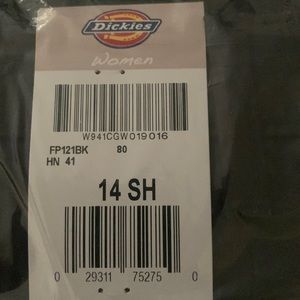 Dickies
Women
W941CGW019016
FP121BK 80
HN 41
14 SH
0 29311 75275 0